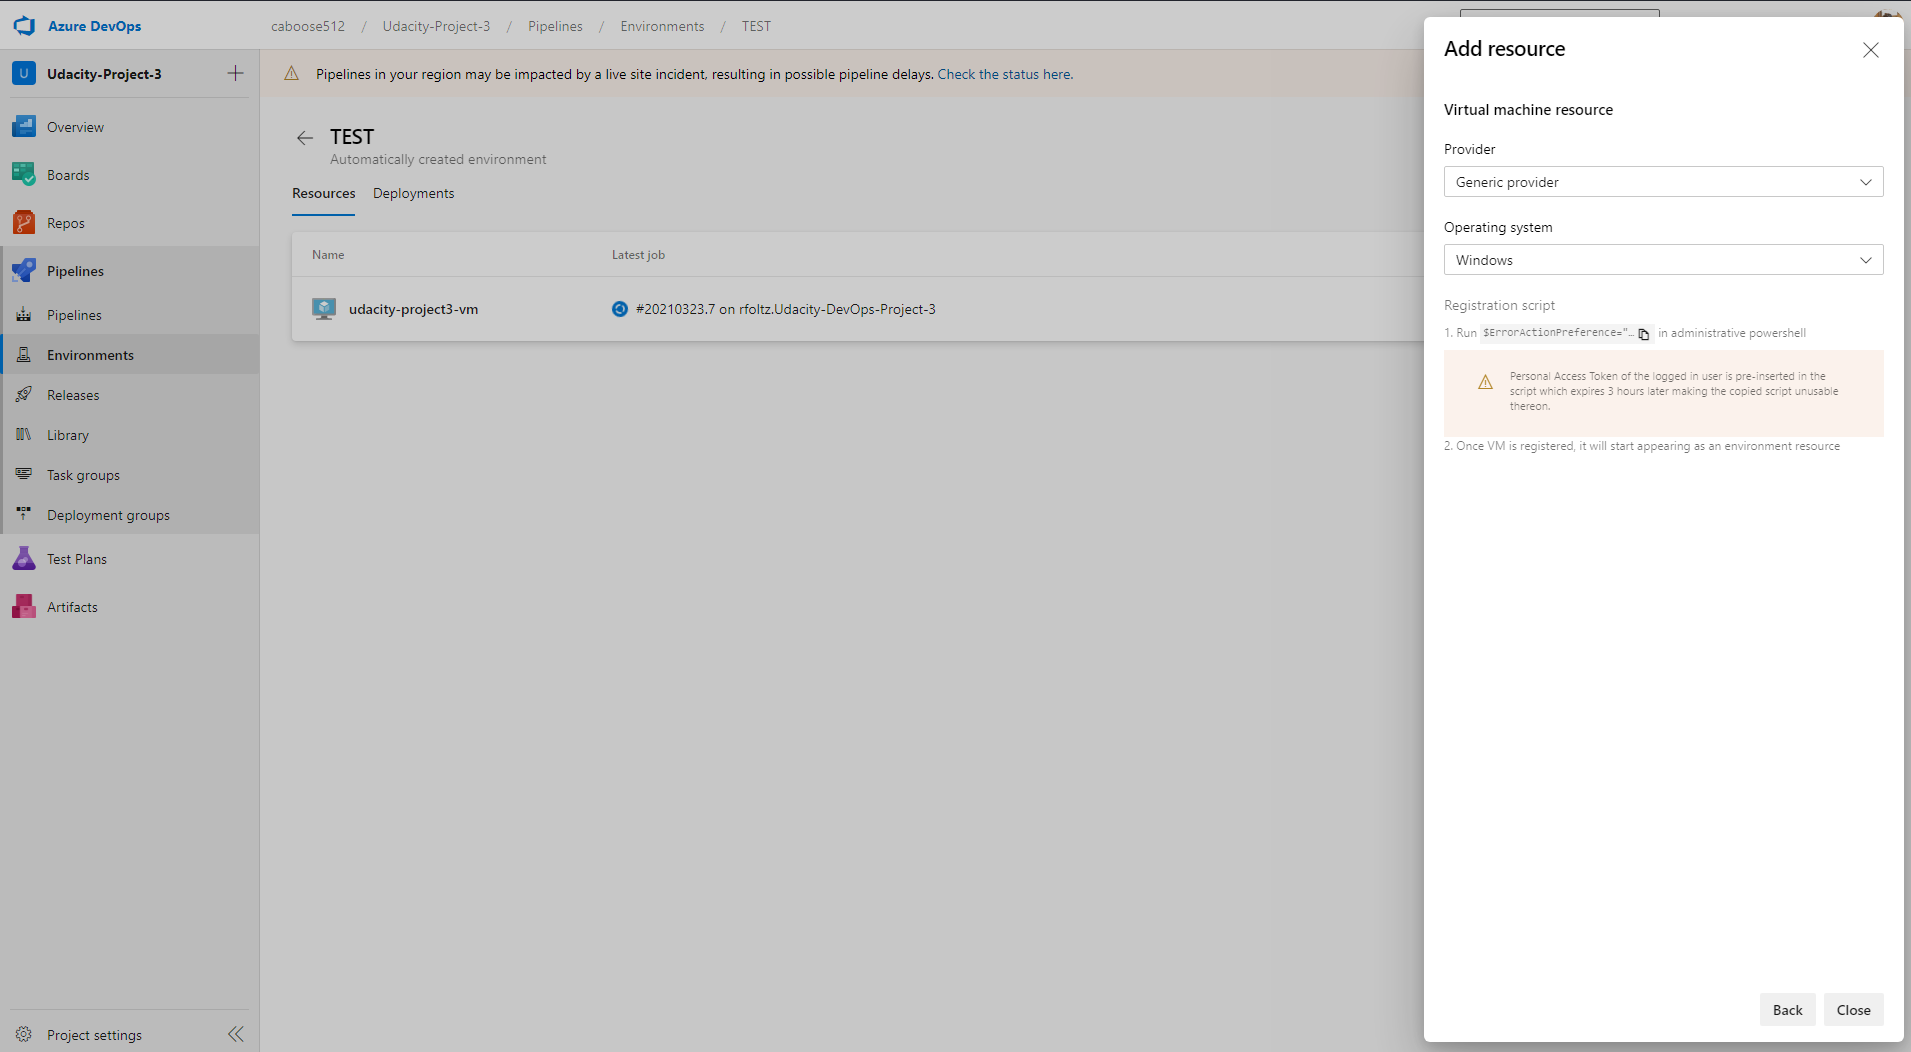 Azure DevOps
caboose512 / Udacity-Project-3 / Pipelines / Environments / TEST
U Udacity-Project-3
Pipelines in your region may be impacted by a live site incident, resulting in possible pipeline delays. Check the status here.
Overview
Boards
Repos
Pipelines
Pipelines
Environments
Releases
Library
Task groups
Deployment groups
Test Plans
Artifacts
Project settings
TEST
Automatically created environment
Resources Deployments
Name Latest job
udacity-project3-vm #20210323.7 on rfoltz.Udacity-DevOps-Project-3
Add resource
Virtual machine resource
Provider
Generic provider
Operating system
Windows
Registration script
1. Run $ErrorActionPreference="… in administrative powershell
Personal Access Token of the logged in user is pre-inserted in the
script which expires 3 hours later making the copied script unusable
thereon.
2. Once VM is registered, it will start appearing as an environment resource
Back Close